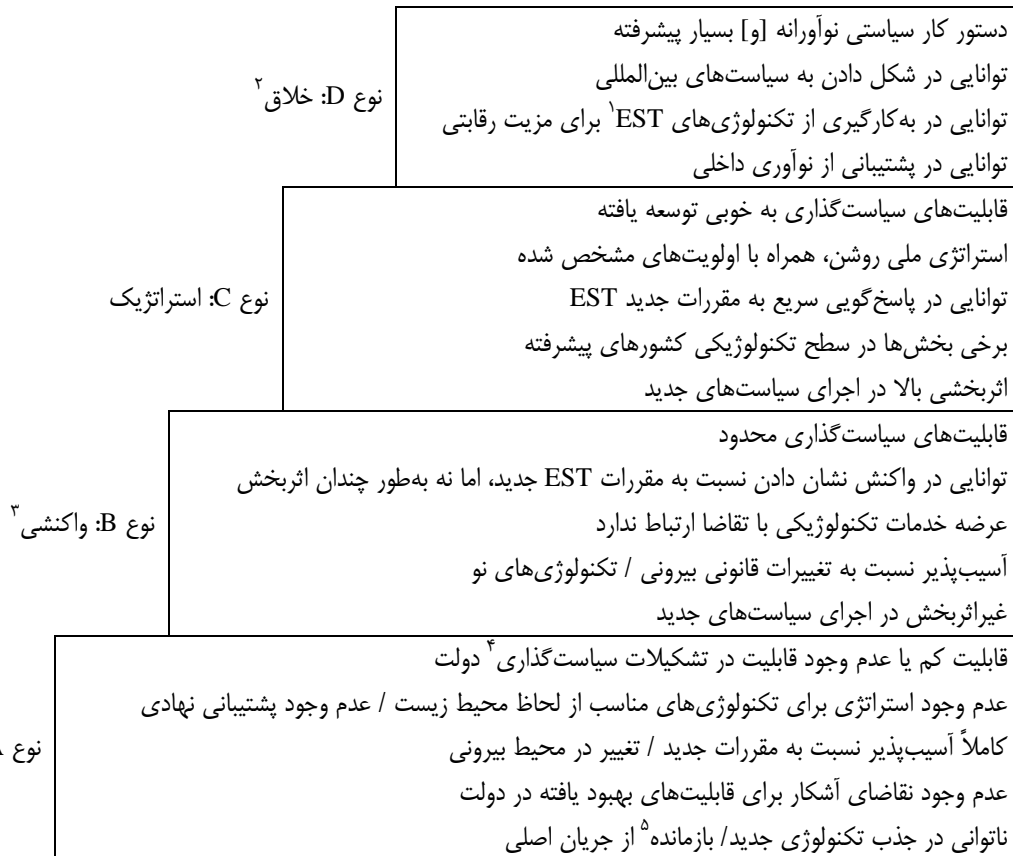 دستور کار سیاستی نوآورانه [و] بسیار پیشرفته
توانایی در شکل دادن به سیاست‌های بین‌المللی
توانایی در به‌کارگیری از تکنولوژی‌های EST۱ برای مزیت رقابتی
توانایی در پشتیبانی از نوآوری داخلی
نوع D: خلاق۲
قابلیت‌های سیاست‌گذاری به خوبی توسعه یافته
استراتژی ملی روشن، همراه با اولویت‌های مشخص شده
توانایی در پاسخ‌گویی سریع به مقررات جدید EST
برخی بخش‌ها در سطح تکنولوژیکی کشورهای پیشرفته
اثربخشی بالا در اجرای سیاست‌های جدید
نوع C: استراتژیک
قابلیت‌های سیاست‌گذاری محدود
توانایی در واکنش نشان دادن نسبت به مقررات EST جدید، اما نه به‌طور چندان اثربخش
عرضه خدمات تکنولوژیکی با تقاضا ارتباط ندارد
آسیب‌پذیر نسبت به تغییرات قانونی بیرونی / تکنولوژی‌های نو
غیراثربخش در اجرای سیاست‌های جدید
نوع B: واکنشی۳
قابلیت کم یا عدم وجود قابلیت در تشکیلات سیاست‌گذاری۴ دولت
عدم وجود استراتژی برای تکنولوژی‌های مناسب از لحاظ محیط زیست / عدم وجود پشتیبانی نهادی
کاملاً آسیب‌پذیر نسبت به مقررات جدید / تغییر در محیط بیرونی
عدم وجود نقاضای آشکار برای قابلیت‌های بهبود یافته در دولت
ناتوانی در جذب تکنولوژی جدید/ بازمانده۵ از جریان اصلی
نوع